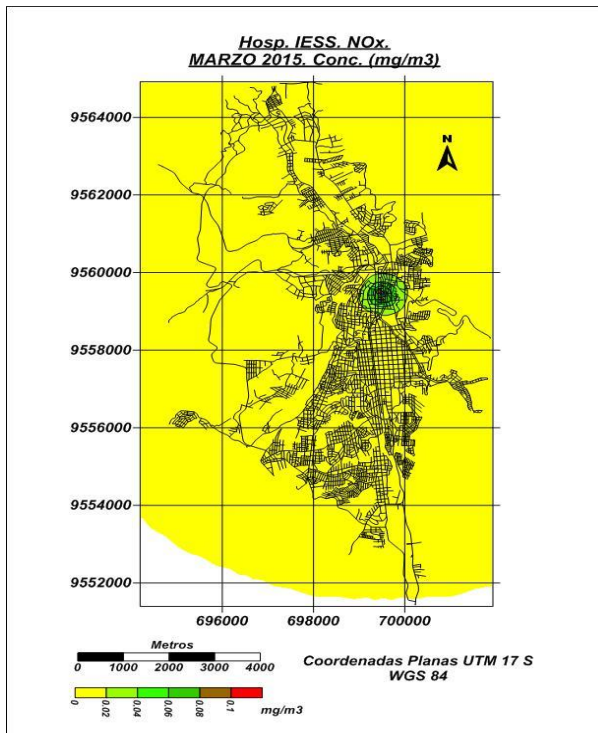 Hosp. IESS. NOx.
MARZO 2015. Conc. (mg/m3)
N
9564000
9562000
9560000
9558000
9556000
9554000
9552000
696000 698000 700000
Metros
0 1000 2000 3000 4000
Coordenadas Planas UTM 17 S
WGS 84
0 0.02 0.04 0.06 0.08 0.1
mg/m3